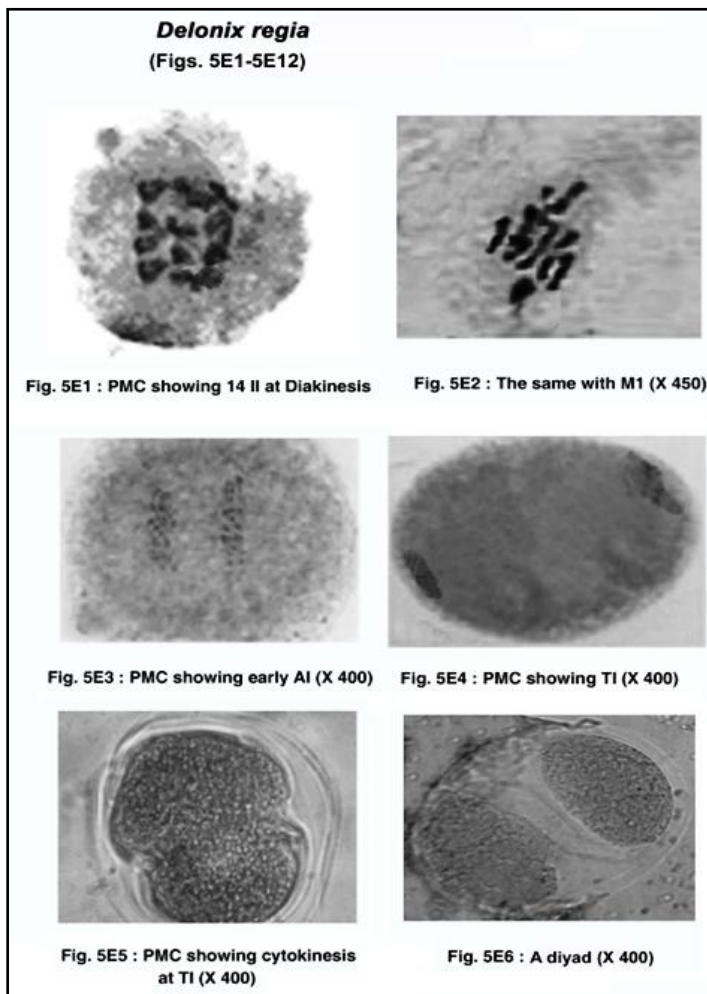 Delonix regia
(Figs. 5E1-5E12)
Fig. 5E1 : PMC showing 14 II at Diakinesis
Fig. 5E2 : The same with M1 (X 450)
Fig. 5E3 : PMC showing early AI (X 400)
Fig. 5E4 : PMC showing TI (X 400)
Fig. 5E5 : PMC showing cytokinesis
at TI (X 400)
Fig. 5E6 : A diyad (X 400)